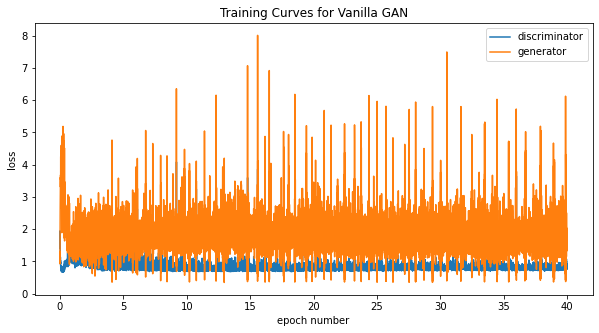 Training Curves for Vanilla GAN
discriminator
generator
8
7
6
5
4
3
2
1
0
loss
0 5 10 15 20 25 30 35 40
epoch number